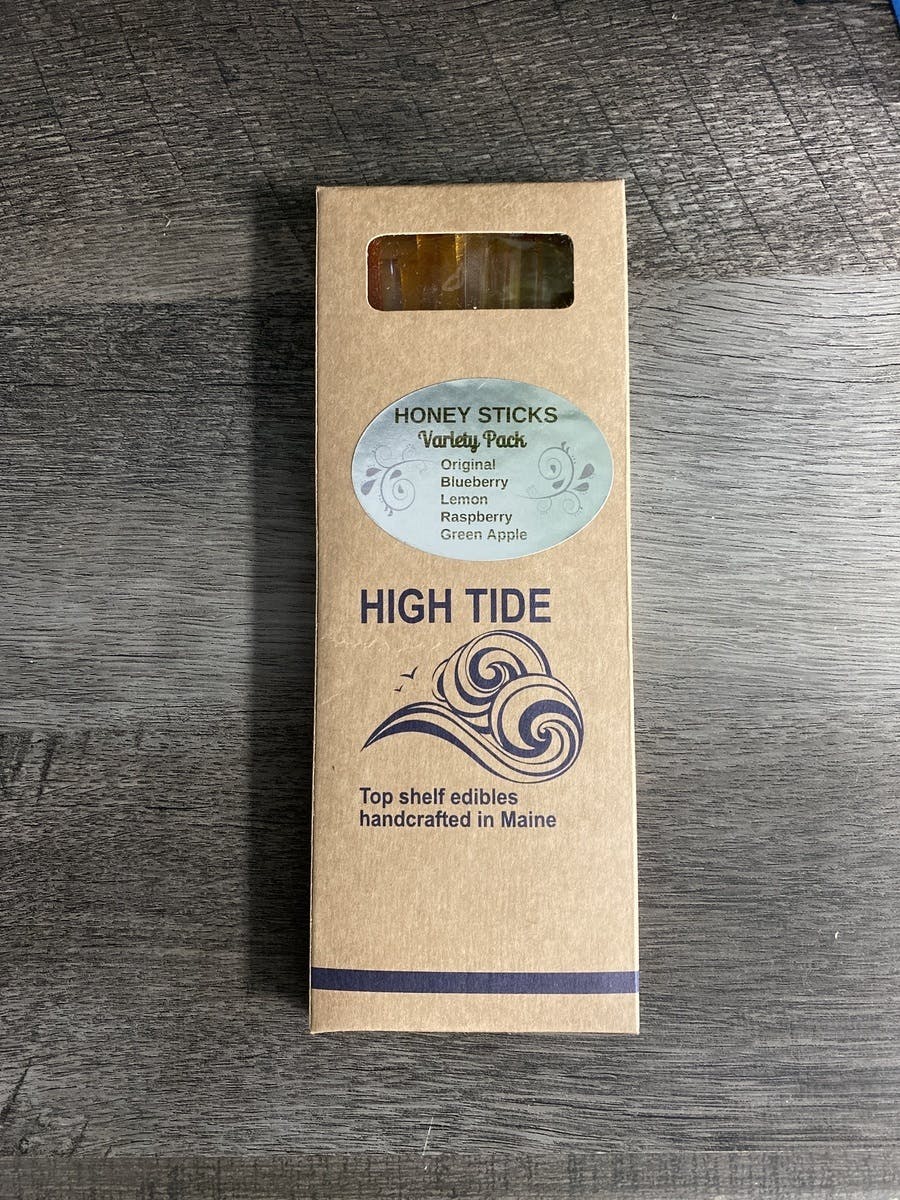 HONEY STICKS
Variety Pack
Original
Blueberry
Lemon
Raspberry
Green Apple
HIGH TIDE
Top shelf edibles
handcrafted in Maine